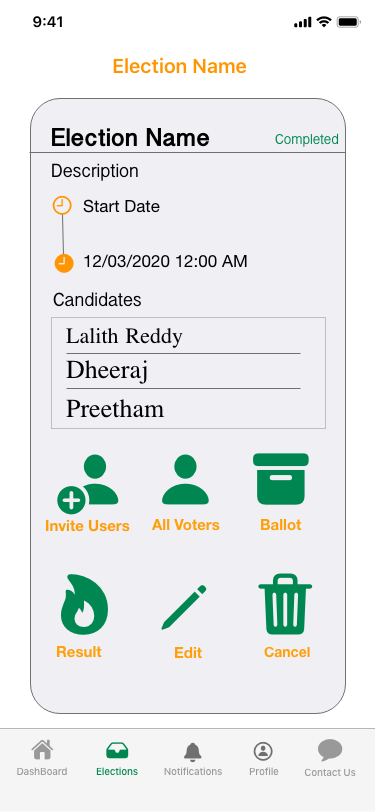 9:41
Election Name
Election Name Completed
Description
Start Date
12/03/2020 12:00 AM
Candidates
Lalith Reddy
Dheeraj
Preetham
Invite Users All Voters Ballot
Result Edit Cancel
DashBoard Elections Notifications Profile Contact Us